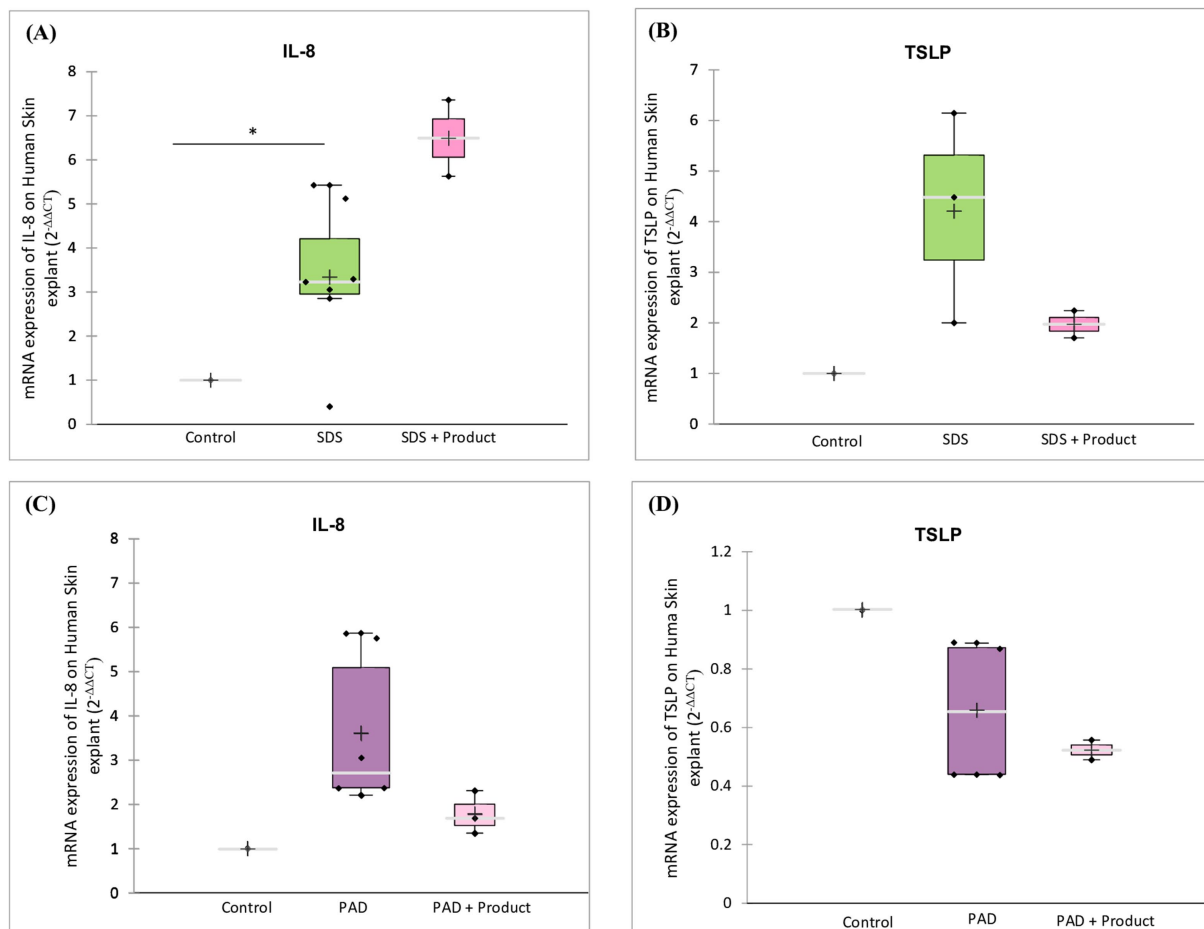 (A)
IL-8
mRNA expression of IL-8 on Human Skin
explant (2-ΔΔCT)
8
7
6
5
4
3
2
1
0
*
Control SDS SDS + Product
(B)
TSLP
mRNA expression of TSLP on Human Skin
explant (2-ΔΔCT)
7
6
5
4
3
2
1
0
Control SDS SDS + Product
(C)
IL-8
mRNA expression of IL-8 on Human Skin
explant (2-ΔΔCT)
8
7
6
5
4
3
2
1
0
Control PAD PAD + Product
(D)
TSLP
mRNA expression of TSLP on Huma Skin
explant (2-ΔΔCT)
1.2
1
0.8
0.6
0.4
0.2
0
Control PAD PAD + Product